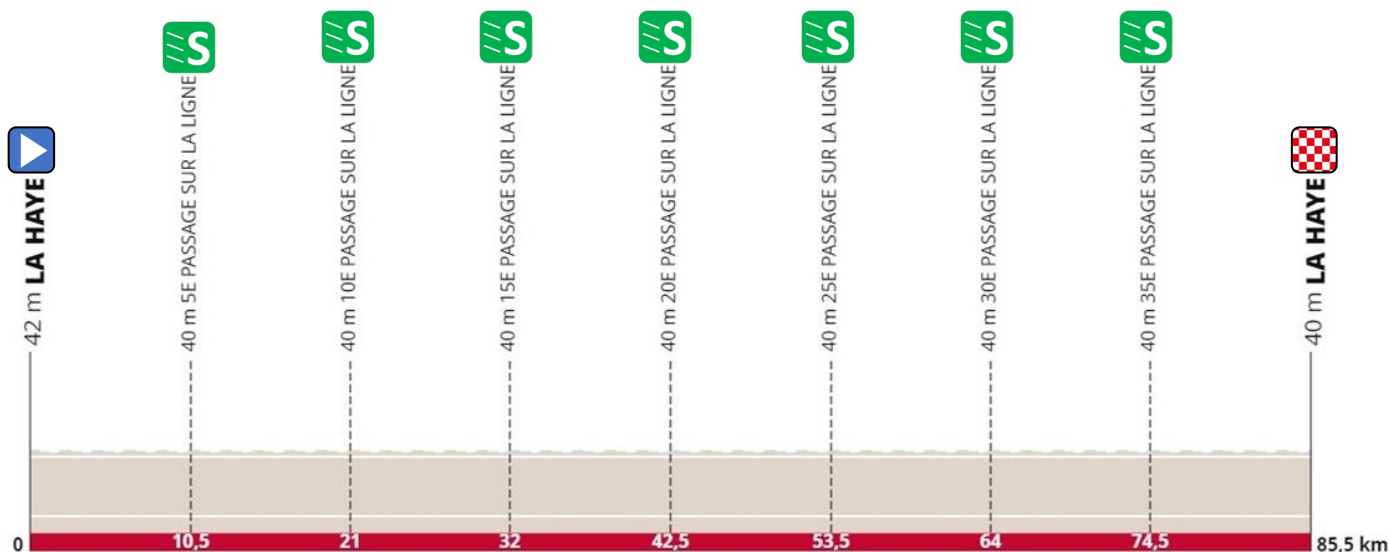 S
S
S
S
S
S
S
42 m LA HAYE
40 m 5E PASSAGE SUR LA LIGNE
40 m 10E PASSAGE SUR LA LIGNE
40 m 15E PASSAGE SUR LA LIGNE
40 m 20E PASSAGE SUR LA LIGNE
40 m 25E PASSAGE SUR LA LIGNE
40 m 30E PASSAGE SUR LA LIGNE
40 m 35E PASSAGE SUR LA LIGNE
40 m LA HAYE
0
10,5
21
32
42,5
53,5
64
74,5
85,5 km